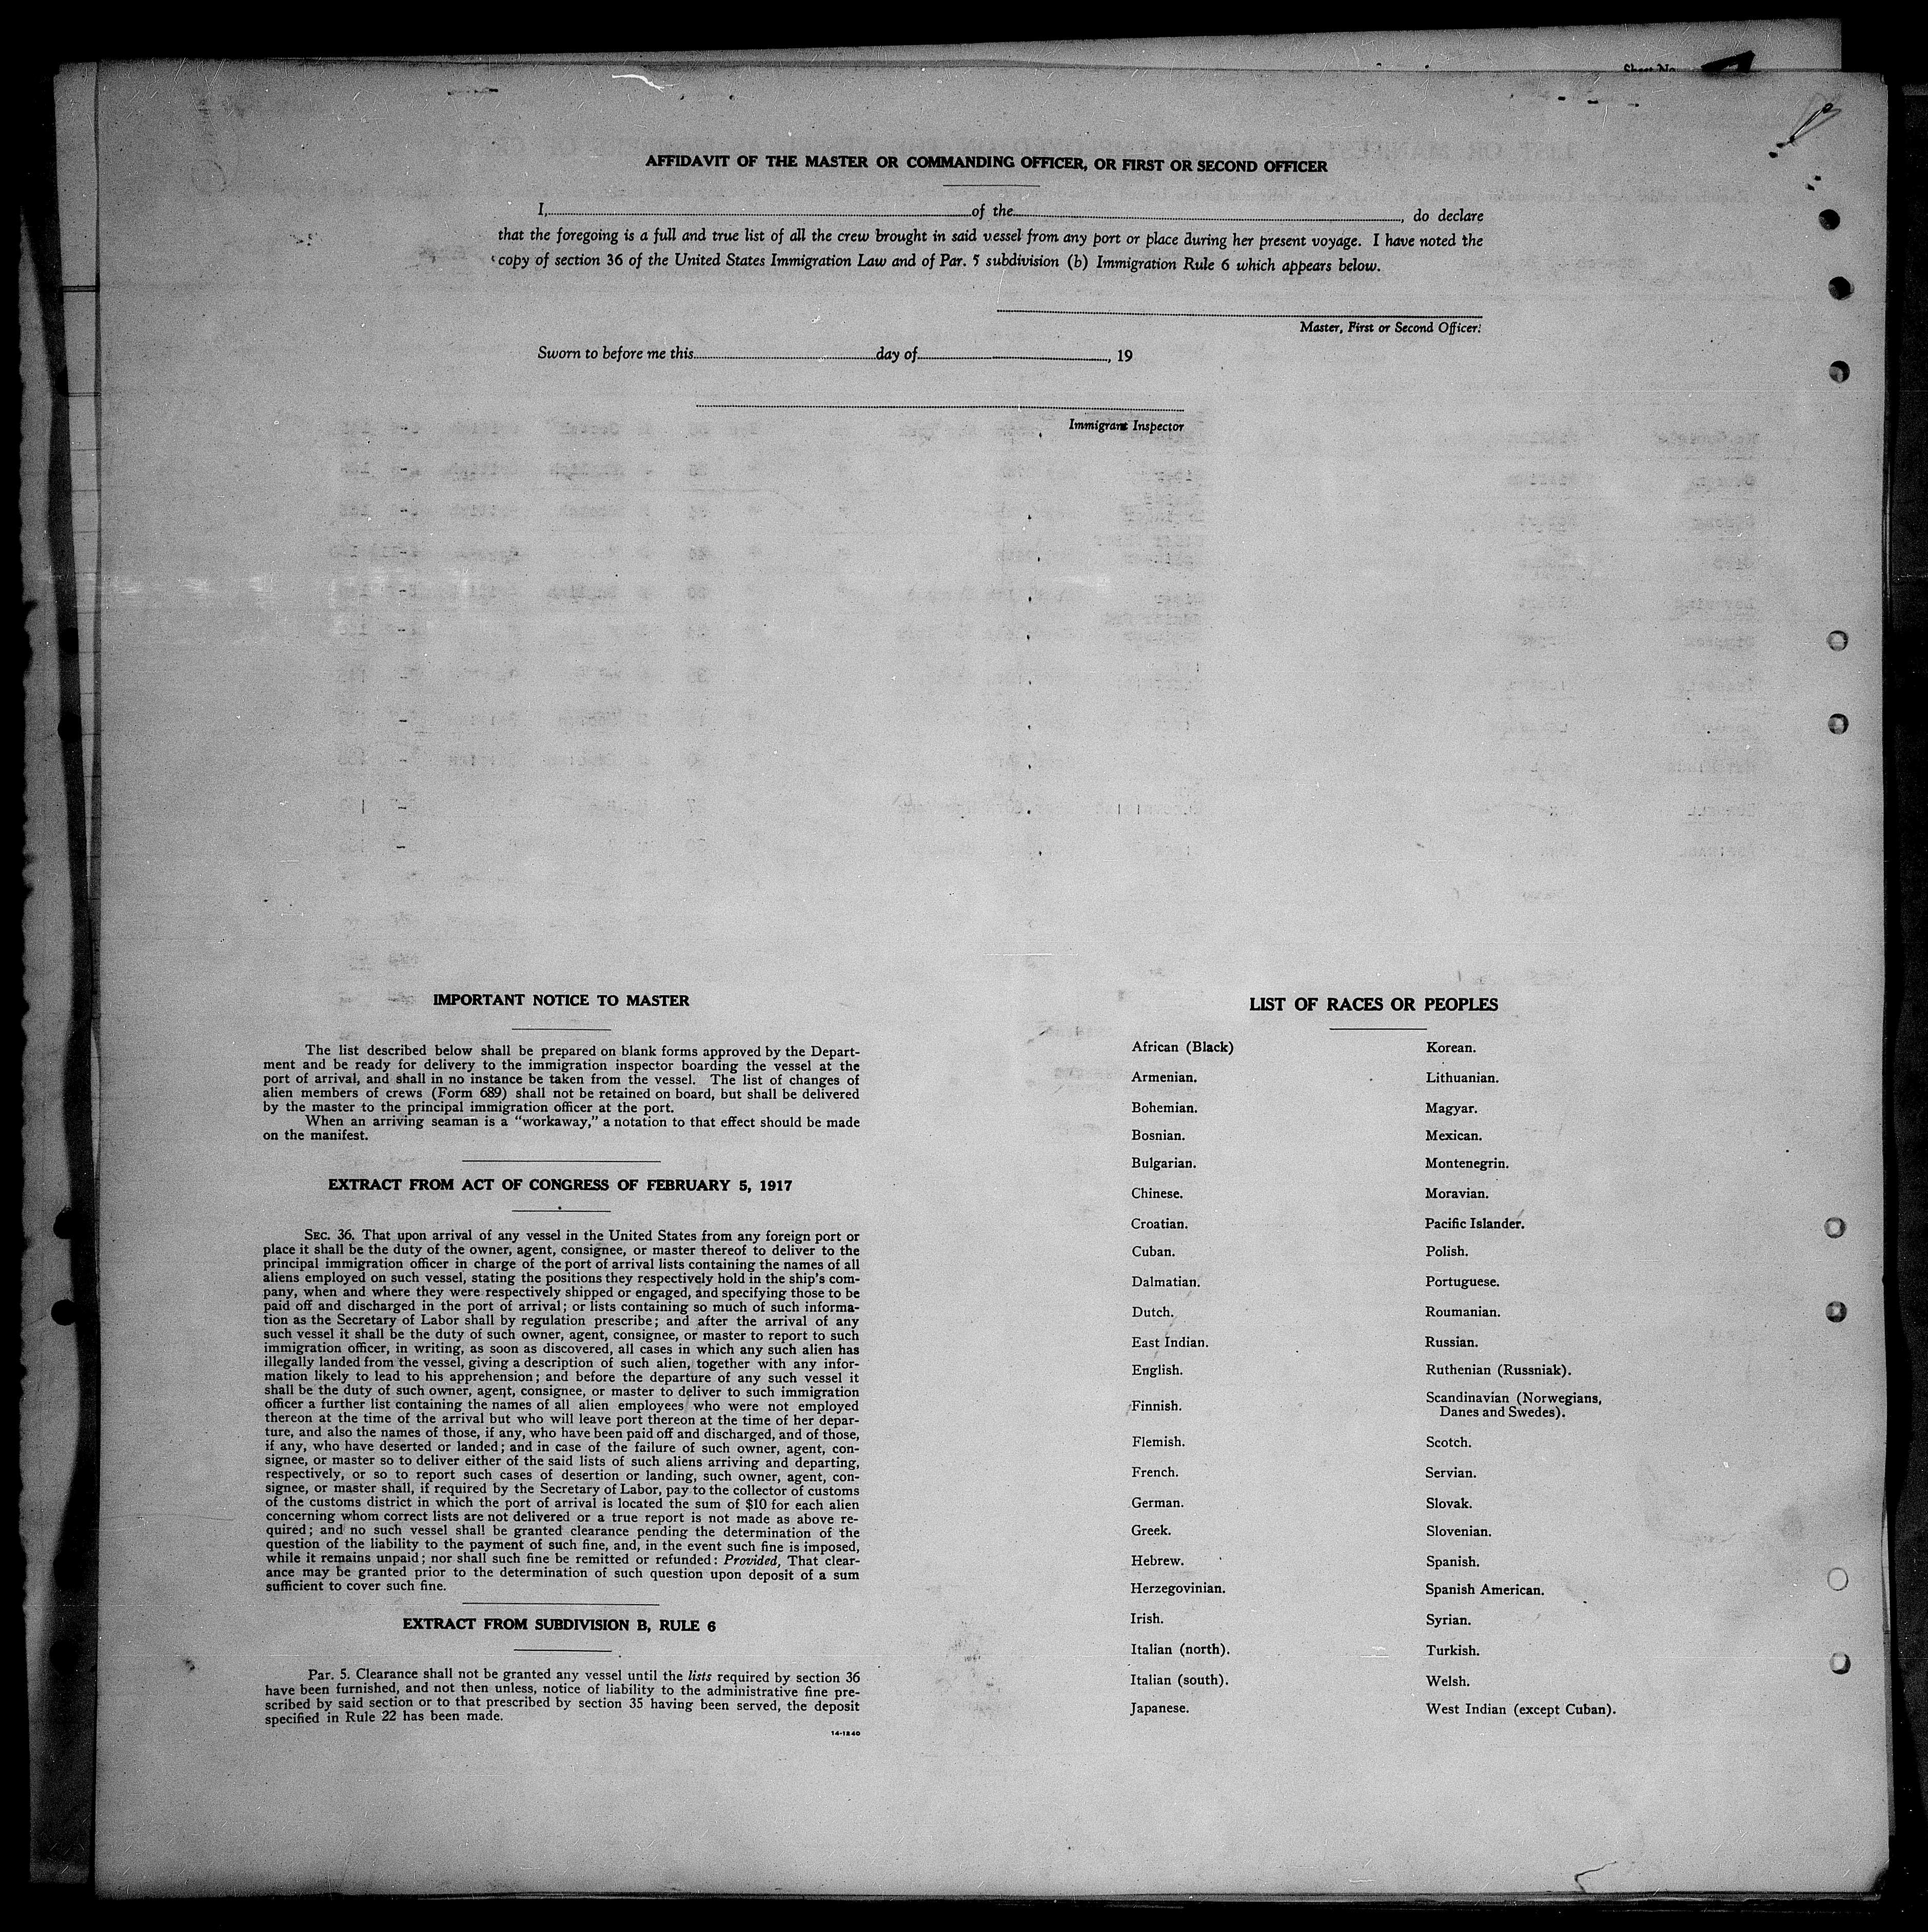 Sheet No.
AFFIDAVIT OF THE MASTER OR COMMANDING OFFICER, OR FIRST OR SECOND OFFICER
I, of the , do declare
that the foregoing is a full and true list of all the crew brought in said vessel from any port or place during her present voyage. I have noted the
copy of section 36 of the United States Immigration Law and of Par. 5 subdivision (b) Immigration Rule 6 which appears below.
Master, First or Second Officer.
Sworn to before me this day of , 19
Immigrant Inspector
IMPORTANT NOTICE TO MASTER
The list described below shall be prepared on blank forms approved by the Depart-
ment and be ready for delivery to the immigration inspector boarding the vessel at the
port of arrival, and shall in no instance be taken from the vessel. The list of changes of
alien members of crews (Form 689) shall not be retained on board, but shall be delivered
by the master to the principal immigration officer at the port.
When an arriving seaman is a "workaway," a notation to that effect should be made
on the manifest.
EXTRACT FROM ACT OF CONGRESS OF FEBRUARY 5, 1917
SEC. 36. That upon arrival of any vessel in the United States from any foreign port or
place it shall be the duty of the owner, agent, consignee, or master thereof to deliver to the
principal immigration officer in charge of the port of arrival lists containing the names of all
aliens employed on such vessel, stating the positions they respectively hold in the ship's com-
pany, when and where they were respectively shipped or engaged, and specifying those to be
paid off and discharged in the port of arrival; or lists containing so much of such informa-
tion as the Secretary of Labor shall by regulation prescribe; and after the arrival of any
such vessel it shall be the duty of such owner, agent, consignee, or master to report to such
immigration officer, in writing, as soon as discovered, all cases in which any such alien has
illegally landed from the vessel, giving a description of such alien, together with any infor-
mation likely to lead to his apprehension; and before the departure of any such vessel it
shall be the duty of such owner, agent, consignee, or master to deliver to such immigration
officer a further list containing the names of all alien employees who were not employed
thereon at the time of the arrival but who will leave port thereon at the time of her depar-
ture, and also the names of those, if any, who have been paid off and discharged, and of those,
if any, who have deserted or landed; and in case of the failure of such owner, agent, con-
signee, or master so to deliver either of the said lists of such aliens arriving and departing,
respectively, or so to report such cases of desertion or landing, such owner, agent, con-
signee, or master shall, if required by the Secretary of Labor, pay to the collector of customs
of the customs district in which the port of arrival is located the sum of $10 for each alien
concerning whom correct lists are not delivered or a true report is not made as above re-
quired; and no such vessel shall be granted clearance pending the determination of the
question of the liability to the payment of such fine, and, in the event such fine is imposed,
while it remains unpaid; nor shall such fine be remitted or refunded: Provided, That clear-
ance may be granted prior to the determination of such question upon deposit of a sum
sufficient to cover such fine.
EXTRACT FROM SUBDIVISION B, RULE 6
Par. 5. Clearance shall not be granted any vessel until the lists required by section 36
have been furnished, and not then unless, notice of liability to the administrative fine pre-
scribed by said section or to that prescribed by section 35 having been served, the deposit
specified in Rule 22 has been made.
14-1240
LIST OF RACES OR PEOPLES
African (Black)
Armenian.
Bohemian.
Bosnian.
Bulgarian.
Chinese.
Croatian.
Cuban.
Dalmatian.
Dutch.
East Indian.
English.
Finnish.
Flemish.
French.
German.
Greek.
Hebrew.
Herzegovinian.
Irish.
Italian (north).
Italian (south).
Japanese.
Korean.
Lithuanian.
Magyar.
Mexican.
Montenegrin.
Moravian.
Pacific Islander.
Polish.
Portuguese.
Roumanian.
Russian.
Ruthenian (Russniak).
Scandinavian (Norwegians,
Danes and Swedes).
Scotch.
Servian.
Slovak.
Slovenian.
Spanish.
Spanish American.
Syrian.
Turkish.
Welsh.
West Indian (except Cuban).